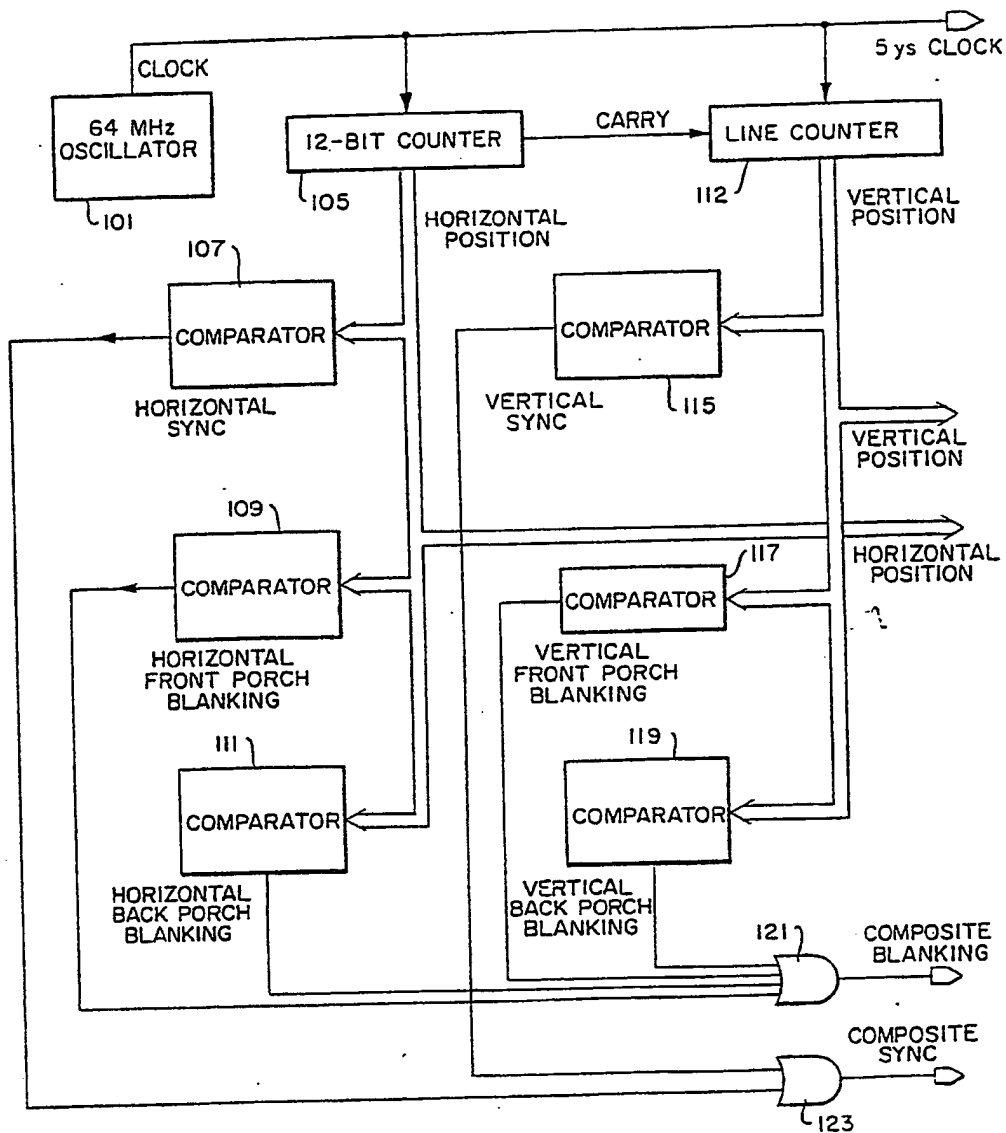 CLOCK
5 ys CLOCK
64 MHz
OSCILLATOR
101
12-BIT COUNTER
105
CARRY
LINE COUNTER
112
HORIZONTAL
POSITION
VERTICAL
POSITION
107
COMPARATOR
HORIZONTAL
SYNC
COMPARATOR
115
VERTICAL
SYNC
VERTICAL
POSITION
HORIZONTAL
POSITION
109
COMPARATOR
HORIZONTAL
FRONT PORCH
BLANKING
117
COMPARATOR
VERTICAL
FRONT PORCH
BLANKING
111
COMPARATOR
HORIZONTAL
BACK PORCH
BLANKING
119
COMPARATOR
VERTICAL
BACK PORCH
BLANKING
121
COMPOSITE
BLANKING
COMPOSITE
SYNC
123